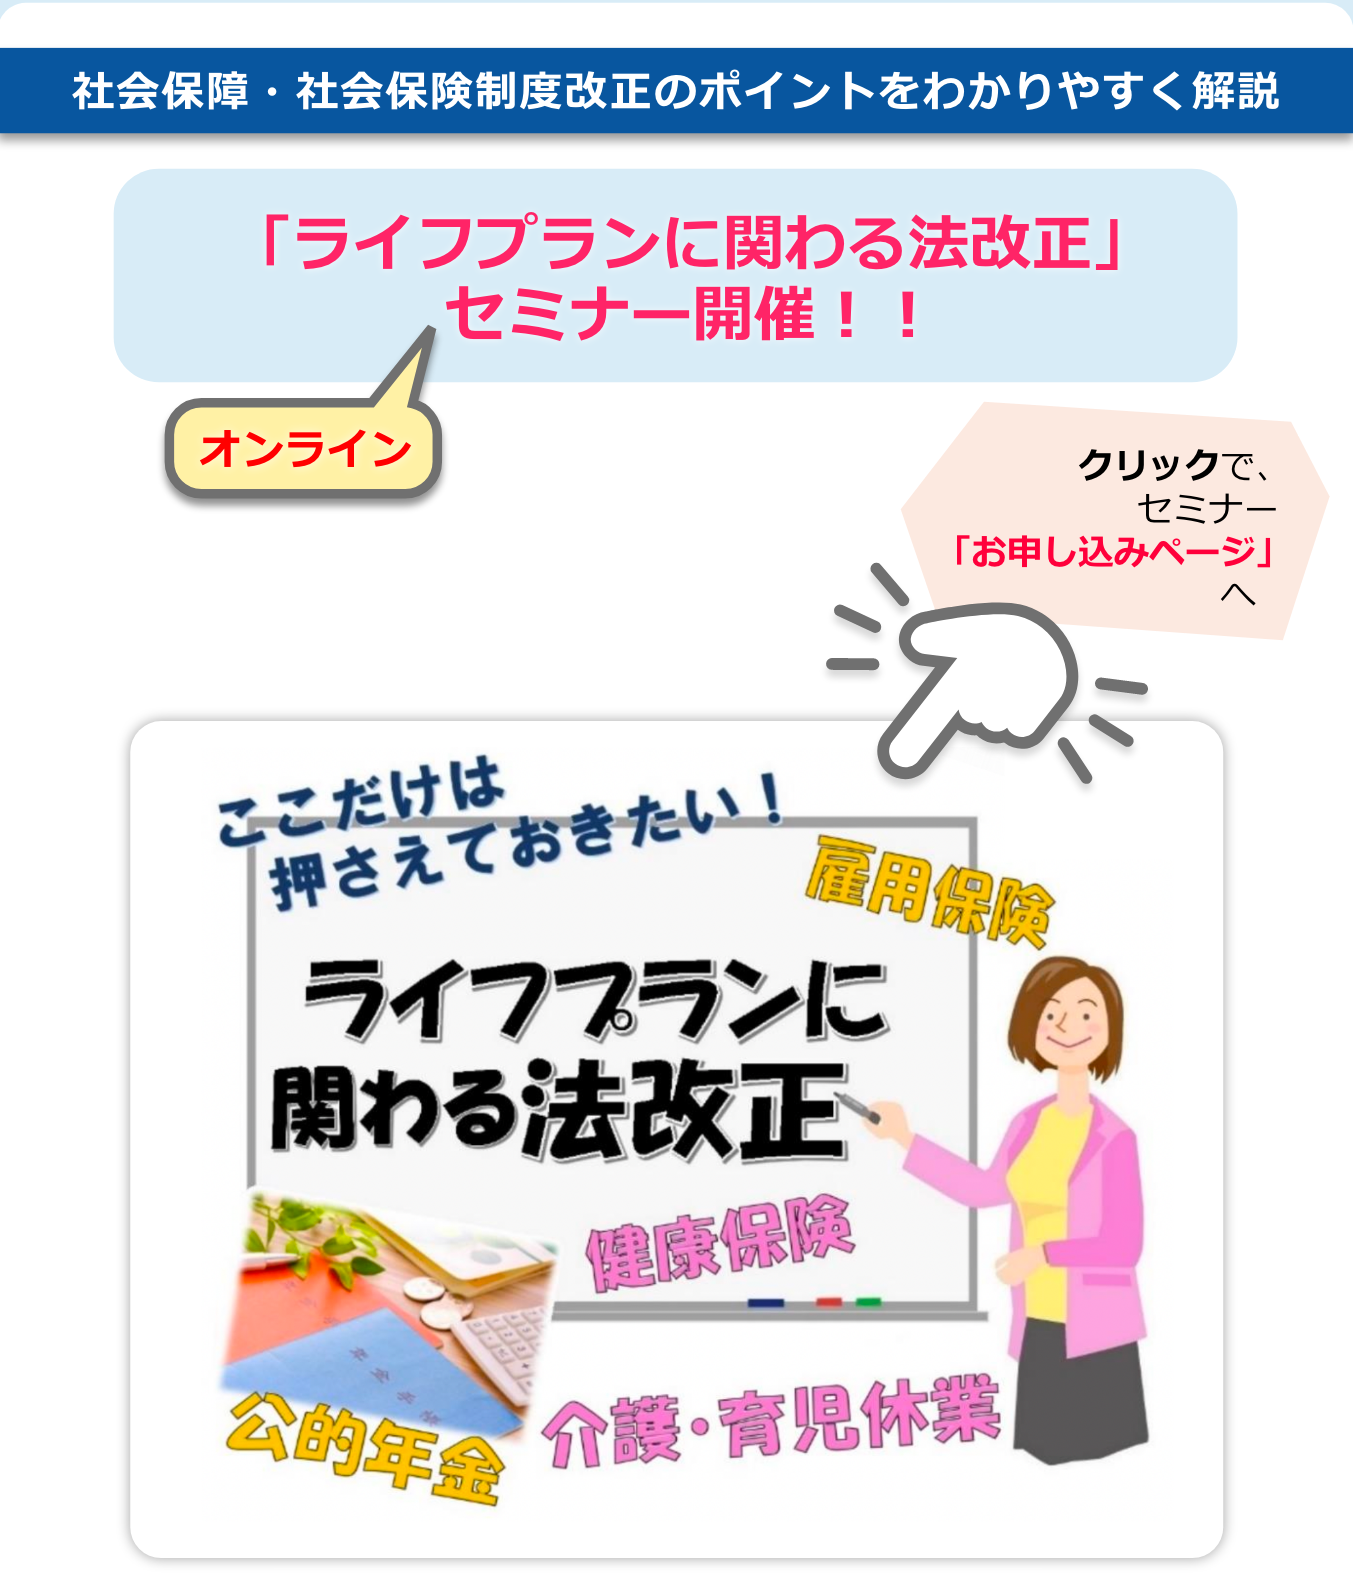 社会保障・社会保険制度改正のポイントをわかりやすく解説
「ライフプランに関わる法改正」
セミナー開催！！
オンライン
クリックで、
セミナー
「お申し込みページ」
へ
ここだけは
押さえておきたい！
雇用保険
ライフプランに
関わる法改正
健康保険
公的年金
介護・育児休業